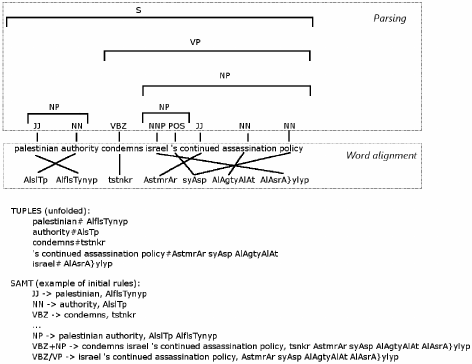 S
Parsing
VP
NP
NP NP
JJ NN VBZ NNP POS JJ NN NN
palestinian authority condemns israel 's continued assassination policy
Word alignment
AlslTp AlflsTynyp tstnkr AstmrAr syAsp AlAgtyAlAt AlAsrA}ylyp
TUPLES (unfolded):
palestinian# AlflsTynyp
authority#AlsTp
condemns#tstnkr
's continued assassination policy#AstmrAr syAsp AlAgtyAlAt
israel# AlAsrA}ylyp
SAMT (example of initial rules):
JJ -> palestinian, AlflsTynyp
NN -> authority, AlslTp
VBZ -> condemns, tstnkr
...
NP -> palestinian authority, AlslTp AlflsTynyp
VBZ+NP -> condemns israel 's continued assassination policy, tsnkr AstmrAr syAsp AlAgtyAlAt AlAsrA}ylyp
VBZ/VP -> israel 's continued assassination policy, AstmrAr syAsp AlAgtyAlAt AlAsrA}ylyp